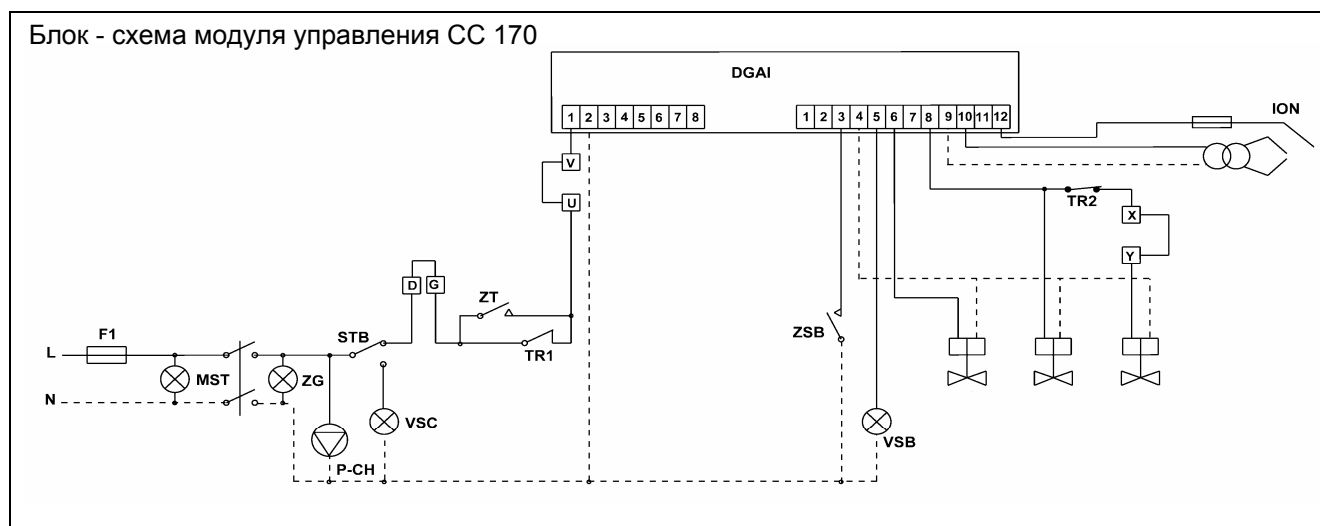 Блок - схема модуля управления СС 170
DGAI
1 2 3 4 5 6 7 8
1 2 3 4 5 6 7 8 9 10 11 12
ION
V
U
TR2
X
Y
D G
ZT
ZSB
F1
STB
TR1
L
MST
ZG
N
VSC
VSB
P-CH